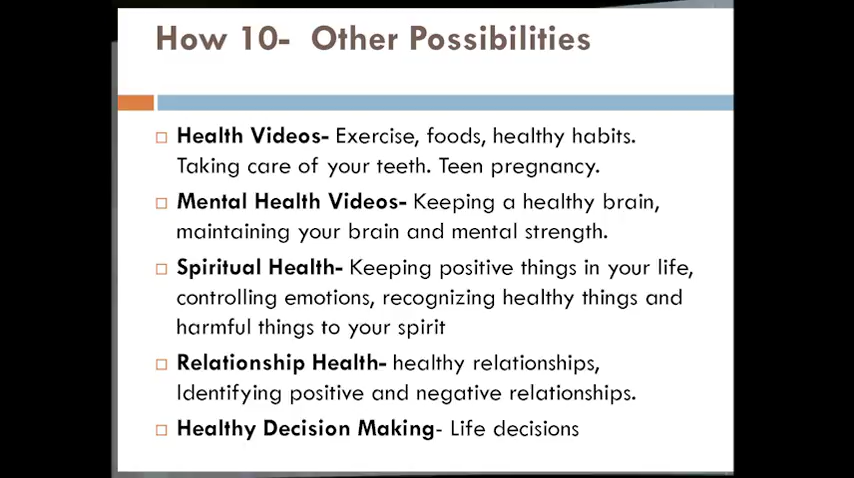 How 10- Other Possibilities
Health Videos- Exercise, foods, healthy habits.
Taking care of your teeth. Teen pregnancy.
Mental Health Videos- Keeping a healthy brain,
maintaining your brain and mental strength.
Spiritual Health- Keeping positive things in your life,
controlling emotions, recognizing healthy things and
harmful things to your spirit
Relationship Health- healthy relationships,
Identifying positive and negative relationships.
Healthy Decision Making- Life decisions